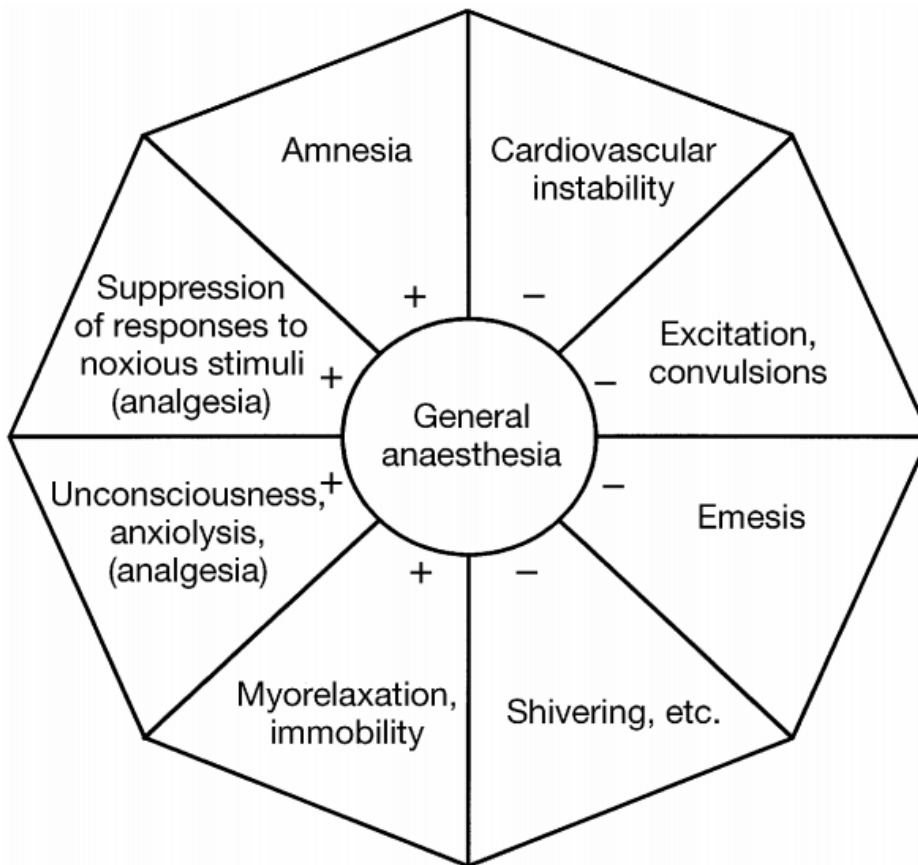 Amnesia
Cardiovascular
instability
Suppression
of responses to
noxious stimuli
(analgesia)
+
−
Excitation,
convulsions
+
−
General
anaesthesia
Unconsciousness,
anxiolysis,
(analgesia)
+
−
Emesis
+
−
Myorelaxation,
immobility
Shivering, etc.